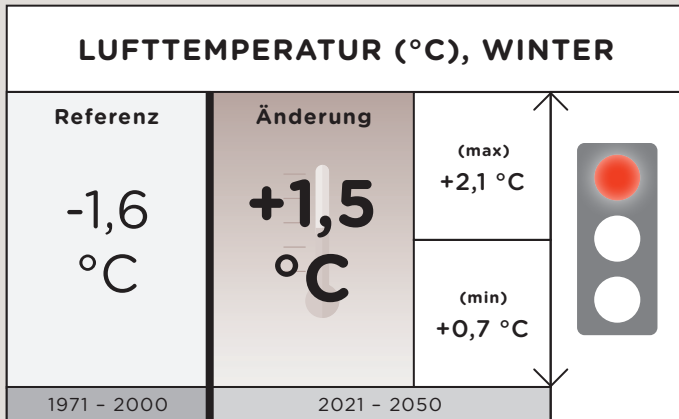 LUFTTEMPERATUR (°C), WINTER
Referenz
-1,6
°C
Änderung
+1,5
°C
(max)
+2,1 °C
(min)
+0,7 °C
1971 – 2000
2021 – 2050